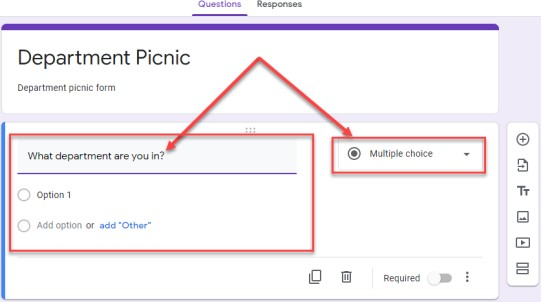 Questions Responses
Department Picnic
Department picnic form
What department are you in?
Multiple choice
Option 1
Add option or add "Other"
Required
Tт